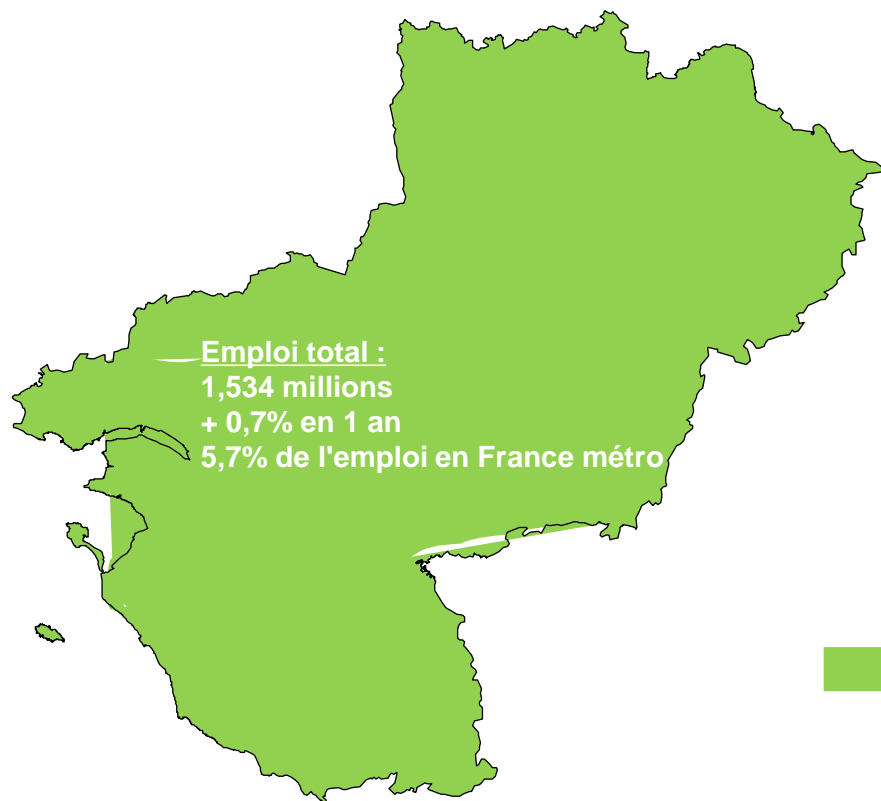 Emploi total :
1,534 millions
+ 0,7% en 1 an
5,7% de l'emploi en France métro